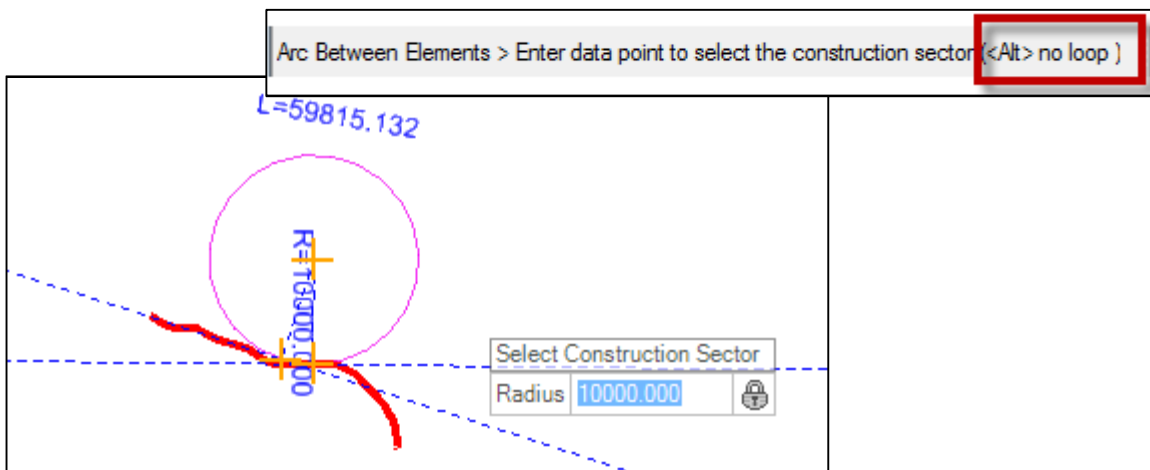 Arc Between Elements > Enter data point to select the construction sector (<Alt> no loop )
L=59815.132
R=10000.000
Select Construction Sector
Radius 10000.000